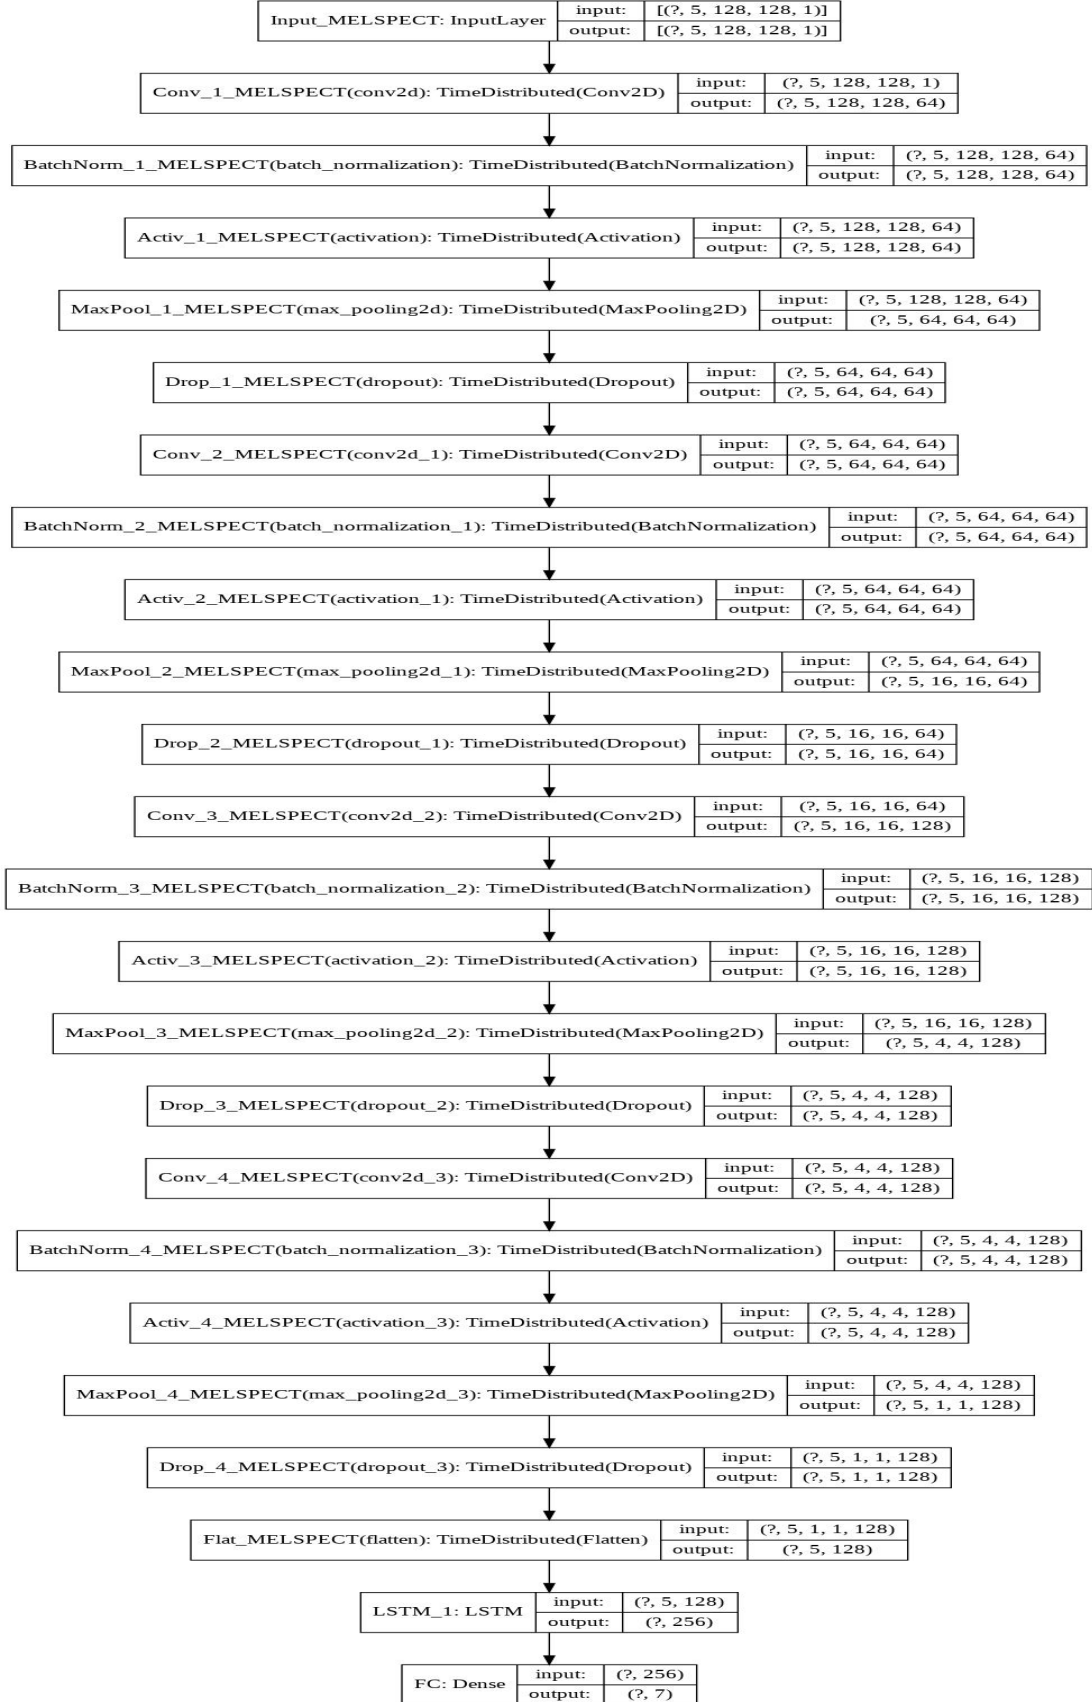 Input_MELSPECT: InputLayer
input: [(?, 5, 128, 128, 1)]
output: [(?, 5, 128, 128, 1)]
Conv_1_MELSPECT(conv2d): TimeDistributed(Conv2D)
input: (?, 5, 128, 128, 1)
output: (?, 5, 128, 128, 64)
BatchNorm_1_MELSPECT(batch_normalization): TimeDistributed(BatchNormalization)
input: (?, 5, 128, 128, 64)
output: (?, 5, 128, 128, 64)
Activ_1_MELSPECT(activation): TimeDistributed(Activation)
input: (?, 5, 128, 128, 64)
output: (?, 5, 128, 128, 64)
MaxPool_1_MELSPECT(max_pooling2d): TimeDistributed(MaxPooling2D)
input: (?, 5, 128, 128, 64)
output: (?, 5, 64, 64, 64)
Drop_1_MELSPECT(dropout): TimeDistributed(Dropout)
input: (?, 5, 64, 64, 64)
output: (?, 5, 64, 64, 64)
Conv_2_MELSPECT(conv2d_1): TimeDistributed(Conv2D)
input: (?, 5, 64, 64, 64)
output: (?, 5, 64, 64, 64)
BatchNorm_2_MELSPECT(batch_normalization_1): TimeDistributed(BatchNormalization)
input: (?, 5, 64, 64, 64)
output: (?, 5, 64, 64, 64)
Activ_2_MELSPECT(activation_1): TimeDistributed(Activation)
input: (?, 5, 64, 64, 64)
output: (?, 5, 64, 64, 64)
MaxPool_2_MELSPECT(max_pooling2d_1): TimeDistributed(MaxPooling2D)
input: (?, 5, 64, 64, 64)
output: (?, 5, 16, 16, 64)
Drop_2_MELSPECT(dropout_1): TimeDistributed(Dropout)
input: (?, 5, 16, 16, 64)
output: (?, 5, 16, 16, 64)
Conv_3_MELSPECT(conv2d_2): TimeDistributed(Conv2D)
input: (?, 5, 16, 16, 64)
output: (?, 5, 16, 16, 128)
BatchNorm_3_MELSPECT(batch_normalization_2): TimeDistributed(BatchNormalization)
input: (?, 5, 16, 16, 128)
output: (?, 5, 16, 16, 128)
Activ_3_MELSPECT(activation_2): TimeDistributed(Activation)
input: (?, 5, 16, 16, 128)
output: (?, 5, 16, 16, 128)
MaxPool_3_MELSPECT(max_pooling2d_2): TimeDistributed(MaxPooling2D)
input: (?, 5, 16, 16, 128)
output: (?, 5, 4, 4, 128)
Drop_3_MELSPECT(dropout_2): TimeDistributed(Dropout)
input: (?, 5, 4, 4, 128)
output: (?, 5, 4, 4, 128)
Conv_4_MELSPECT(conv2d_3): TimeDistributed(Conv2D)
input: (?, 5, 4, 4, 128)
output: (?, 5, 4, 4, 128)
BatchNorm_4_MELSPECT(batch_normalization_3): TimeDistributed(BatchNormalization)
input: (?, 5, 4, 4, 128)
output: (?, 5, 4, 4, 128)
Activ_4_MELSPECT(activation_3): TimeDistributed(Activation)
input: (?, 5, 4, 4, 128)
output: (?, 5, 4, 4, 128)
MaxPool_4_MELSPECT(max_pooling2d_3): TimeDistributed(MaxPooling2D)
input: (?, 5, 4, 4, 128)
output: (?, 5, 1, 1, 128)
Drop_4_MELSPECT(dropout_3): TimeDistributed(Dropout)
input: (?, 5, 1, 1, 128)
output: (?, 5, 1, 1, 128)
Flat_MELSPECT(flatten): TimeDistributed(Flatten)
input: (?, 5, 1, 1, 128)
output: (?, 5, 128)
LSTM_1: LSTM
input: (?, 5, 128)
output: (?, 256)
FC: Dense
input: (?, 256)
output: (?, 7)